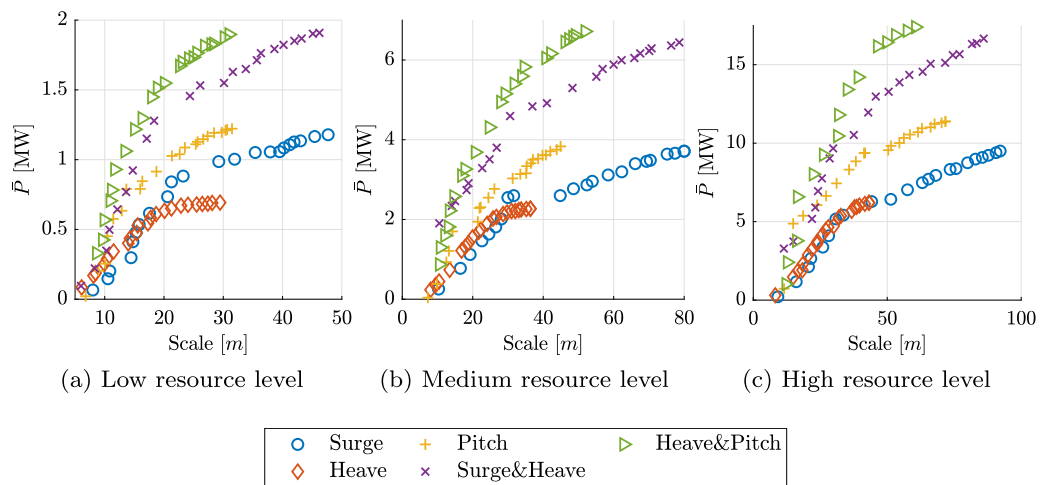 2
1.5
1
0.5
0
P̄ [MW]
10 20 30 40 50
Scale [m]
(a) Low resource level
6
4
2
0
P̄ [MW]
0 20 40 60 80
Scale [m]
(b) Medium resource level
15
10
5
0
P̄ [MW]
0 50 100
Scale [m]
(c) High resource level
Surge Pitch Heave&Pitch
Heave Surge&Heave